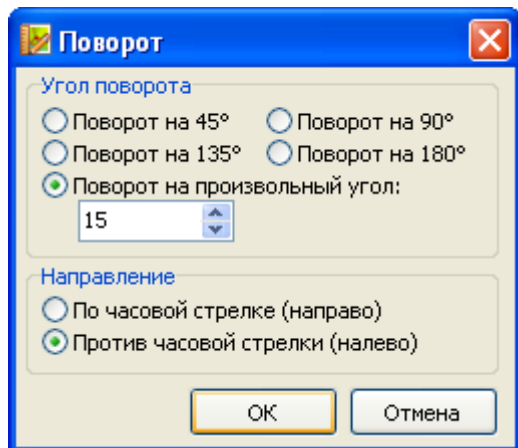 Поворот
Угол поворота
Поворот на 45° Поворот на 90°
Поворот на 135° Поворот на 180°
Поворот на произвольный угол:
15
Направление
По часовой стрелке (направо)
Против часовой стрелки (налево)
ОК Отмена